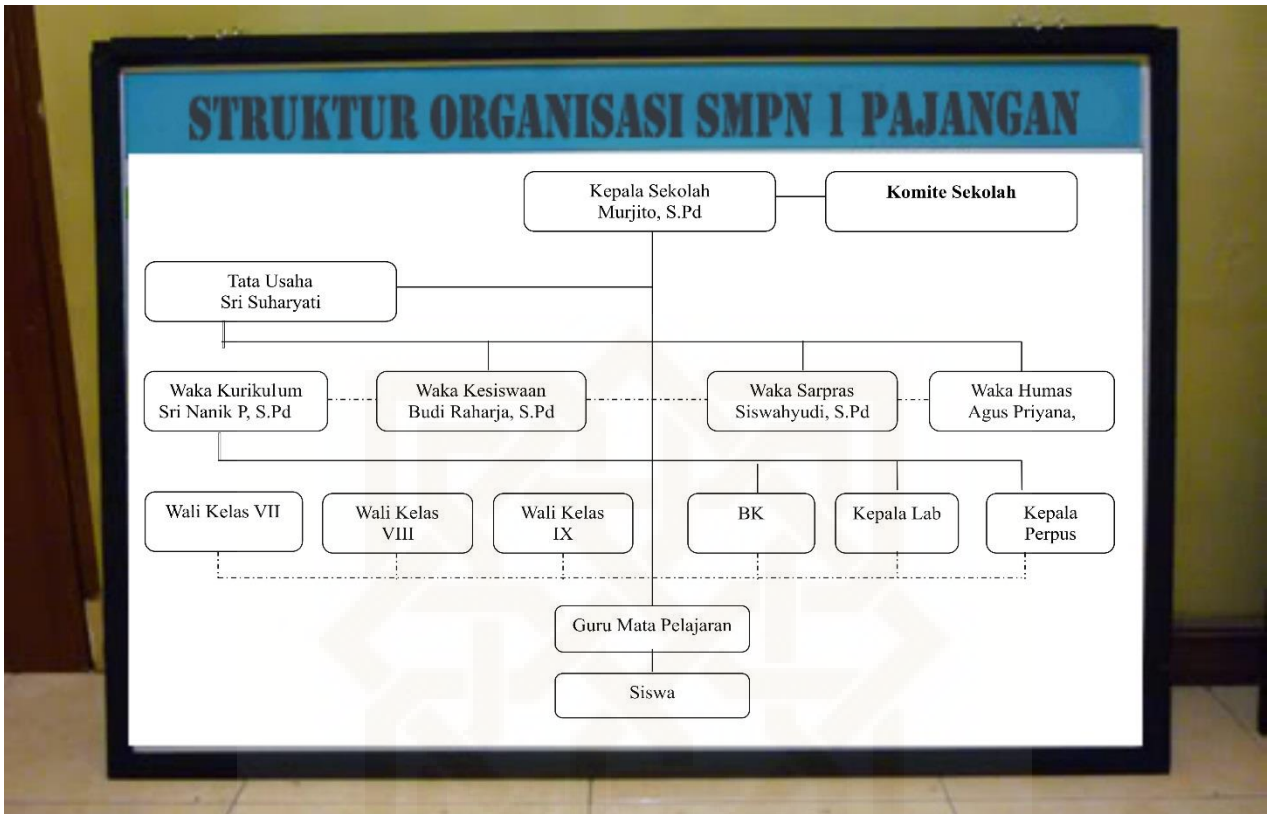 STRUKTUR ORGANISASI SMPN 1 PAJANGAN
Kepala Sekolah
Murjito, S.Pd
Komite Sekolah
Tata Usaha
Sri Suharyati
Waka Kurikulum
Sri Nanik P, S.Pd
Waka Kesiswaan
Budi Raharja, S.Pd
Waka Sarpras
Siswahyudi, S.Pd
Waka Humas
Agus Priyana,
Wali Kelas VII
Wali Kelas
VIII
Wali Kelas
IX
BK
Kepala Lab
Kepala
Perpus
Guru Mata Pelajaran
Siswa